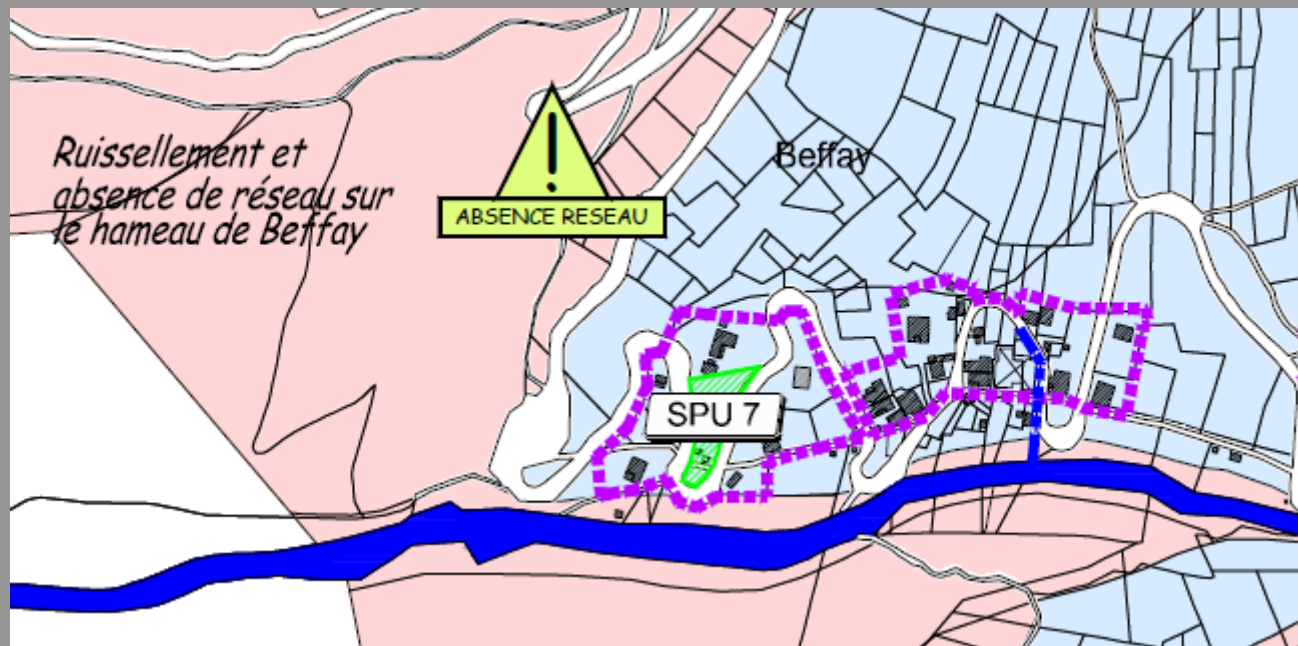 Ruissellement et
absence de réseau sur
le hameau de Beffay
!
ABSENCE RESEAU
Beffay
SPU 7